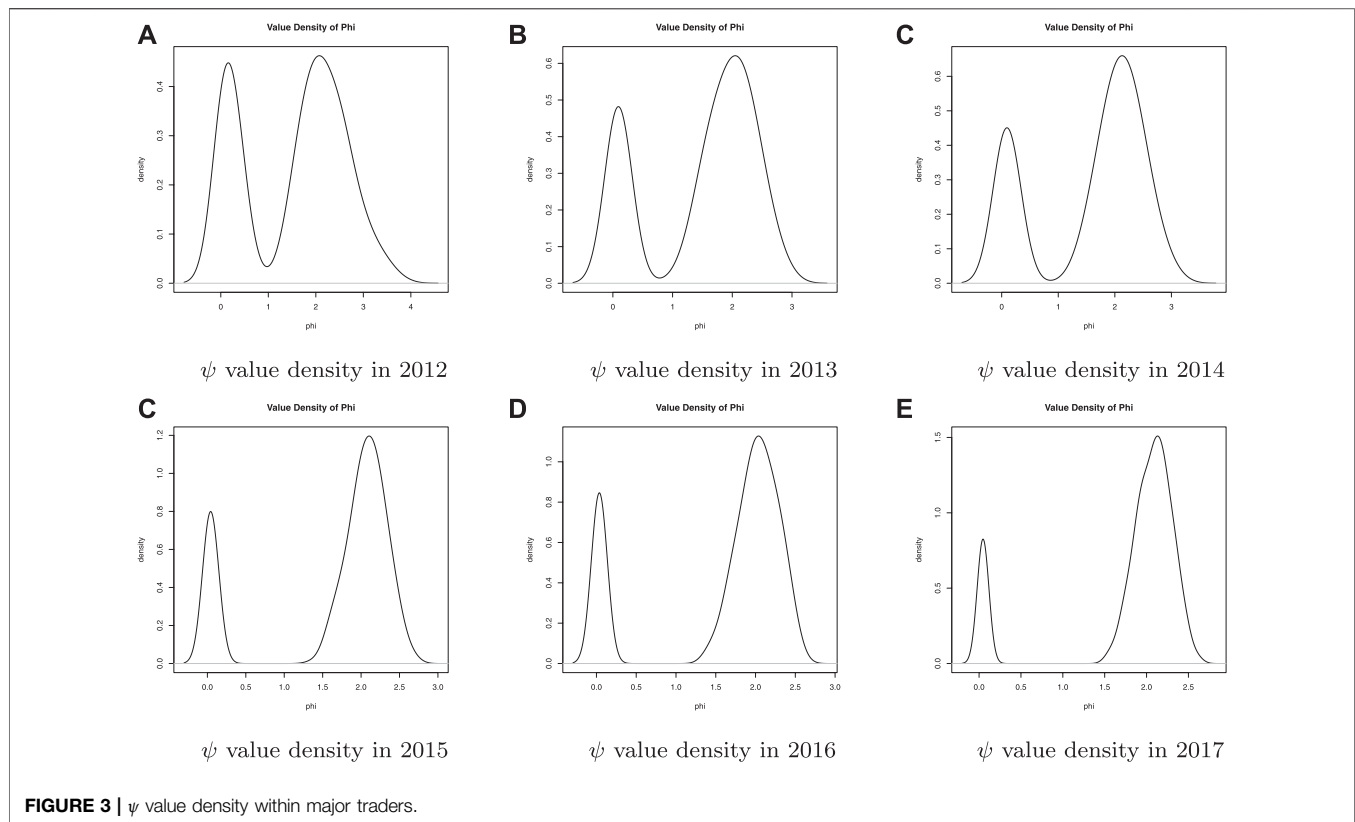 A
Value Density of Phi
density
0.0 0.1 0.2 0.3 0.4
0 1 2 3 4
phi
ψ value density in 2012
B
Value Density of Phi
density
0.0 0.1 0.2 0.3 0.4 0.5 0.6
0 1 2 3
phi
ψ value density in 2013
C
Value Density of Phi
density
0.0 0.1 0.2 0.3 0.4 0.5 0.6
0 1 2 3
phi
ψ value density in 2014
C
Value Density of Phi
density
0.0 0.2 0.4 0.6 0.8 1.0 1.2
0.0 0.5 1.0 1.5 2.0 2.5 3.0
phi
ψ value density in 2015
D
Value Density of Phi
density
0.0 0.2 0.4 0.6 0.8 1.0
0.0 0.5 1.0 1.5 2.0 2.5 3.0
phi
ψ value density in 2016
E
Value Density of Phi
density
0.0 0.5 1.0 1.5
0.0 0.5 1.0 1.5 2.0 2.5
phi
ψ value density in 2017
FIGURE 3 | ψ value density within major traders.